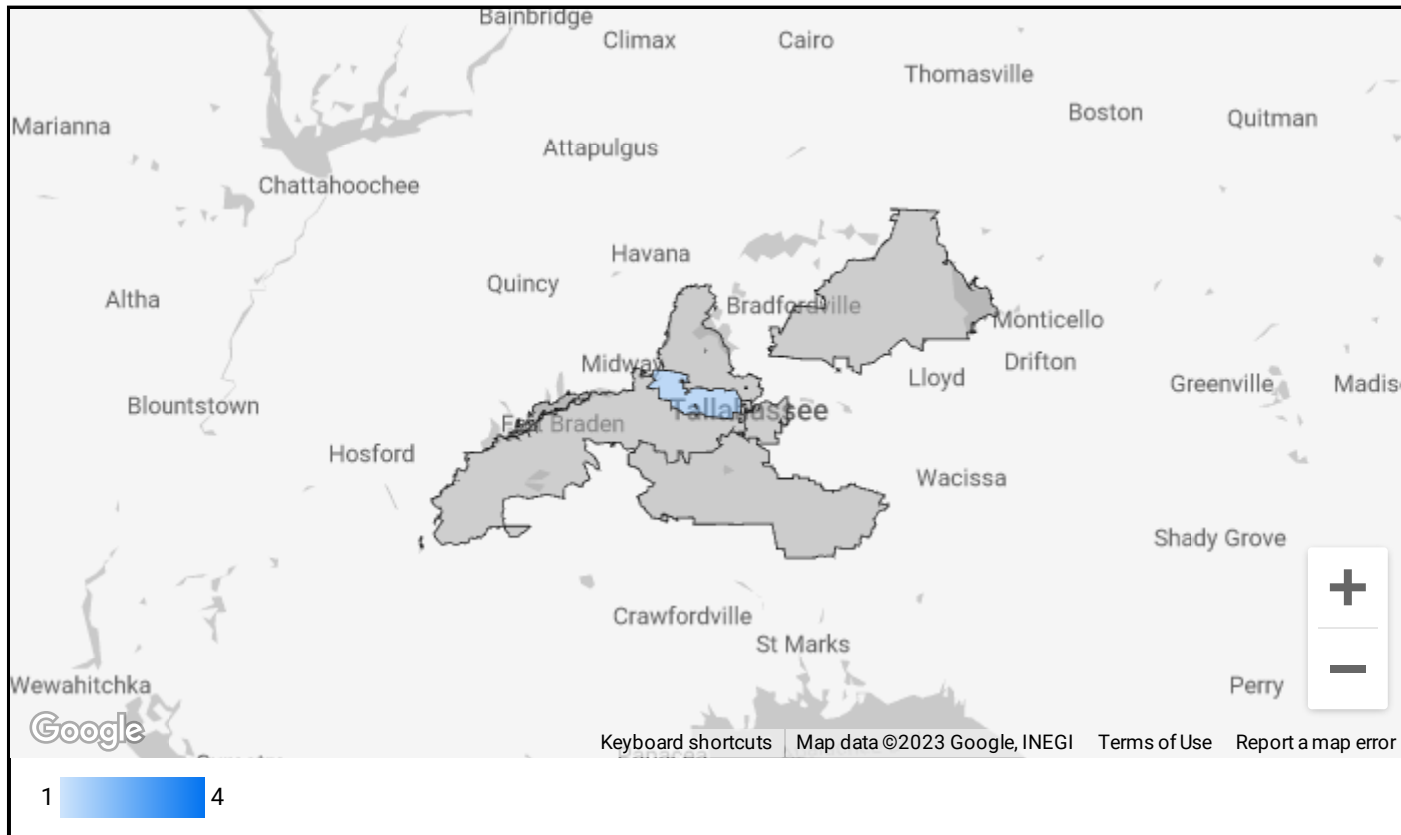 Bainbridge
Climax
Cairo
Thomasville
Boston
Quitman
Marianna
Attapulgus
Chattahoochee
Havana
Quincy
Altha
Bradfordville
Monticello
Midway
Drifton
Lloyd
Greenville
Blountstown
Tallahassee
Hosford
Wacissa
Shady Grove
Crawfordville
St Marks
Wewahitchka
Perry
Google
Keyboard shortcuts
Map data ©2023 Google, INEGI
Terms of Use
Report a map error
Panacea
1
4